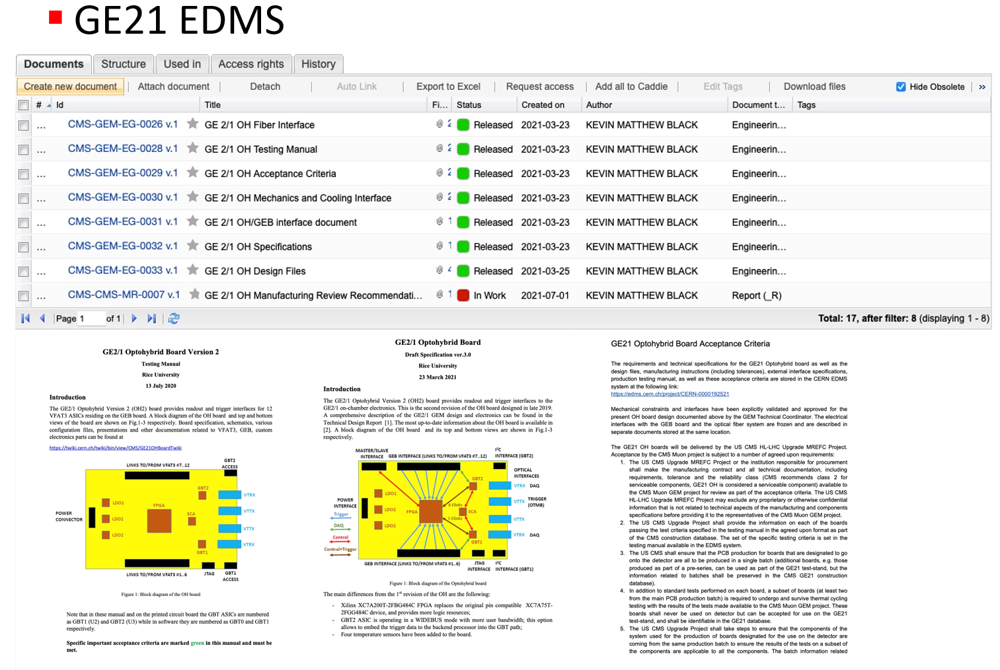 GE21 EDMS
Documents Structure Used in Access rights History
Create new document Attach document Detach Auto Link Export to Excel Request access Add all to Caddie Edit Tags Download files Hide Obsolete »
# Id Title Fi... Status Created on Author Document t... Tags
... CMS-GEM-EG-0026 v.1 GE 2/1 OH Fiber Interface 2 Released 2021-03-23 KEVIN MATTHEW BLACK Engineerin...
... CMS-GEM-EG-0028 v.1 GE 2/1 OH Testing Manual 2 Released 2021-03-23 KEVIN MATTHEW BLACK Engineerin...
... CMS-GEM-EG-0029 v.1 GE 2/1 OH Acceptance Criteria 2 Released 2021-03-23 KEVIN MATTHEW BLACK Engineerin...
... CMS-GEM-EG-0030 v.1 GE 2/1 OH Mechanics and Cooling Interface 2 Released 2021-03-23 KEVIN MATTHEW BLACK Engineerin...
... CMS-GEM-EG-0031 v.1 GE 2/1 OH/GEB interface document 1 Released 2021-03-23 KEVIN MATTHEW BLACK Engineerin...
... CMS-GEM-EG-0032 v.1 GE 2/1 OH Specifications 1 Released 2021-03-23 KEVIN MATTHEW BLACK Engineerin...
... CMS-GEM-EG-0033 v.1 GE 2/1 OH Design Files 4 Released 2021-03-25 KEVIN MATTHEW BLACK Engineerin...
... CMS-CMS-MR-0007 v.1 GE 2/1 OH Manufacturing Review Recommendati... 1 In Work 2021-07-01 KEVIN MATTHEW BLACK Report (_R)
Page 1 of 1 Total: 17, after filter: 8 (displaying 1 - 8)
GE2/1 Optohybrid Board Version 2
Testing Manual
Rice University
13 July 2020
Introduction
The GE2/1 Optohybrid Version 2 (OH2) board provides readout and trigger interfaces for 12
VFAT3 ASICs residing on the GEB board. A block diagram of the OH board and top and bottom
views of the board are shown on Fig.1-3 respectively. Board specification, schematics, various
configuration files, presentations and other documentation related to VFAT3, GEB, custom
electronics parts can be found at
https://twiki.cern.ch/twiki/bin/view/CMS/GE21OHBoardTwiki
LINKS TO/FROM VFAT3 #7..12
GBT2
ACCESS
GBT2
VTRX
LDO1
FPGA
SCA
VTTX
POWER
CONNECTOR
LDO2
LDO2
VTTX
VTRX
GBT1
LINKS TO/FROM VFAT3 #1..6
JTAG
GBT1
ACCESS
Figure 1: Block diagram of the OH board
Note that in these manual and on the printed circuit board the GBT ASICs are numbered
as GBT1 (U2) and GBT2 (U3) while in software they are numbered as GBT0 and GBT1
respectively.
Specific important acceptance criteria are marked green in this manual and must be
met.
GE2/1 Optohybrid Board
Draft Specification ver.3.0
Rice University
23 March 2021
Introduction
The GE2/1 Optohybrid Version 2 (OH2) board provides readout and trigger interfaces to the
GE2/1 on-chamber electronics. This is the second revision of the OH board designed in late 2019.
A comprehensive description of the GE2/1 GEM design and electronics can be found in the
Technical Design Report [1]. The most up-to-date information about the OH board is available in
[2]. A block diagram of the OH board and its top and bottom views are shown in Fig.1-3
respectively.
MASTER/SLAVE
INTERFACE
GEB INTERFACE (LINKS TO/FROM VFAT3 #7..12)
I²C
INTERFACE (GBT2)
OPTICAL
INTERFACES
GBT2
VTRX DAQ
LDO1
POWER
INTERFACE
VTTX
TRIGGER
(OTMB)
8 Elinks
LDO2
FPGA
SCA
Trigger
5 Elinks
VTTX
LDO2
DAQ
VTRX DAQ
Control
GBT1
Control+Trigger
GEB INTERFACE (LINKS TO/FROM VFAT3 #1..6)
JTAG
INTERFACE
I²C
INTERFACE (GBT1)
Figure 1: Block diagram of the Optohybrid board
The main differences from the 1st revision of the OH are the following:
- Xilinx XC7A200T-2FBG484C FPGA replaces the original pin compatible XC7A75T-
2FGG484C device, and provides more logic resources;
- GBT2 ASIC is operating in a WIDEBUS mode with more user bandwidth; this option
allows to embed the trigger data to the backend processor into the GBT path;
- Four temperature sensors have been added to the board.
GE21 Optohybrid Board Acceptance Criteria
The requirements and technical specifications for the GE21 Optohybrid board as well as the
design files, manufacturing instructions (including tolerances), external interface specifications,
production testing manual, as well as these acceptance criteria are stored in the CERN EDMS
system at the following link:
https://edms.cern.ch/project/CERN-0000192521
Mechanical constraints and interfaces have been explicitly validated and approved for the
present OH board design documented above by the GEM Technical Coordinator. The electrical
interfaces with the GEB board and the optical fiber system are frozen and are described in
separate documents stored at the same location.
The GE21 OH boards will be delivered by the US CMS HL-LHC Upgrade MREFC Project.
Acceptance by the CMS Muon project is subject to a number of agreed upon requirements:
1. The US CMS Upgrade MREFC Project or the institution responsible for procurement
shall make the manufacturing contract and all technical documentation, including
requirements, tolerance and the reliability class (CMS recommends class 2 for
serviceable components, GE21 OH is considered a serviceable component) available to
the CMS Muon GEM project for review as part of the acceptance criteria. The US CMS
HL-LHC Upgrade MREFC Project may exclude any proprietary or otherwise confidential
information that is not related to technical aspects of the manufacturing and components
specifications before providing it to the representatives of the CMS Muon GEM project.
2. The US CMS Upgrade Project shall provide the information on each of the boards
passing the test criteria specified in the testing manual in the agreed upon format as part
of the CMS construction database. The set of the specific testing criteria is set in the
testing manual available in the EDMS system.
3. The US CMS shall ensure that the PCB production for boards that are designated to go
onto the detector are all to be produced in a single batch (additional boards, e.g. those
produced as part of a pre-series, can be used as part of the GE21 test-stand, but the
information related to batches shall be preserved in the CMS GE21 construction
database).
4. In addition to standard tests performed on each board, a subset of boards (at least two
from the main PCB production batch) is required to undergo and survive thermal cycling
testing with the results of the tests made available to the CMS Muon GEM project. These
boards shall never be used on detector but can be accepted for use on the GE21
test-stand, and shall be identifiable in the GE21 database.
5. The US CMS Upgrade Project shall take steps to ensure that the components of the
system used for the production of boards designated for the use on the detector are
coming from the same production batch to ensure the results of the tests on a subset of
the components are applicable to all the components. The batch information related